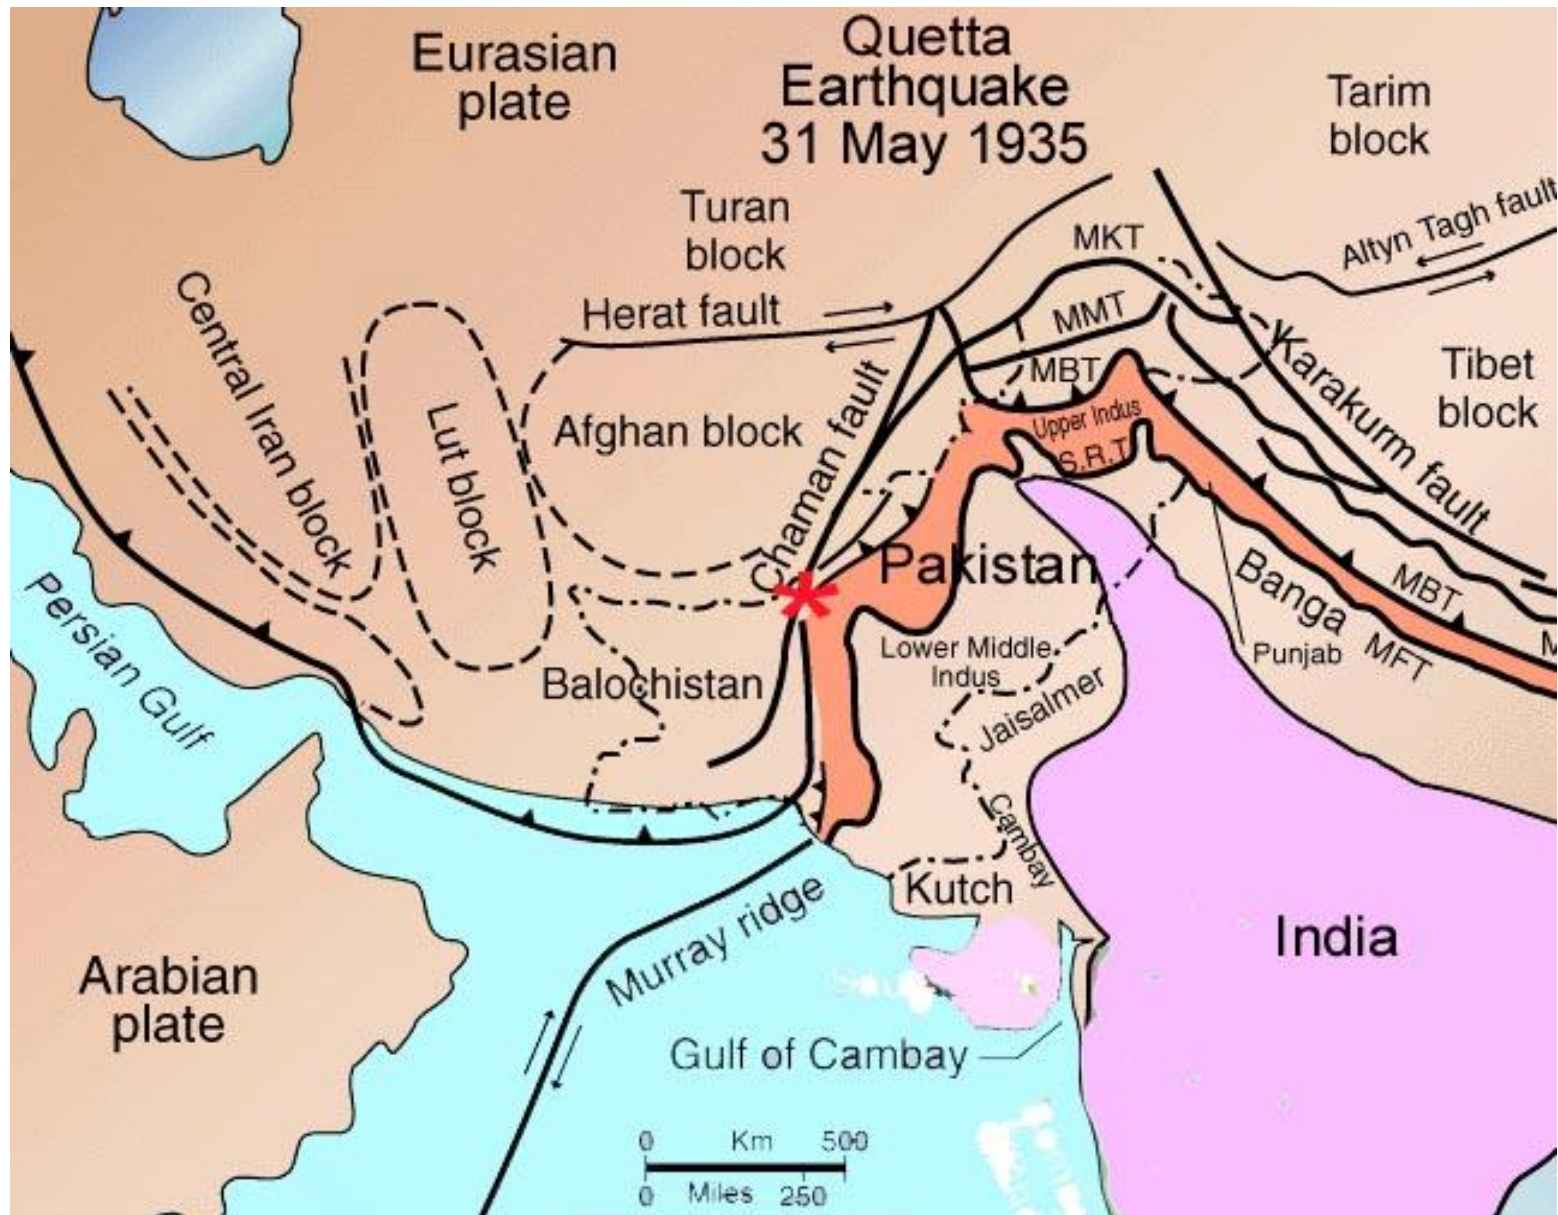 Eurasian
plate
Quetta
Earthquake
31 May 1935
Tarim
block
Turan
block
MKT
Altyn Tagh fault
Herat fault
MMT
Central Iran block
Lut block
Afghan block
Chaman fault
MBT
Upper Indus
S.R.T
Karakurm fault
Tibet
block
Pakistan
Persian Gulf
Balochistan
Lower Middle
Indus
Jaisalmer
Banga
Punjab
MBT
MFT
M
Cambay
Kutch
Murray ridge
India
Arabian
plate
Gulf of Cambay
0 Km 500
0 Miles 250